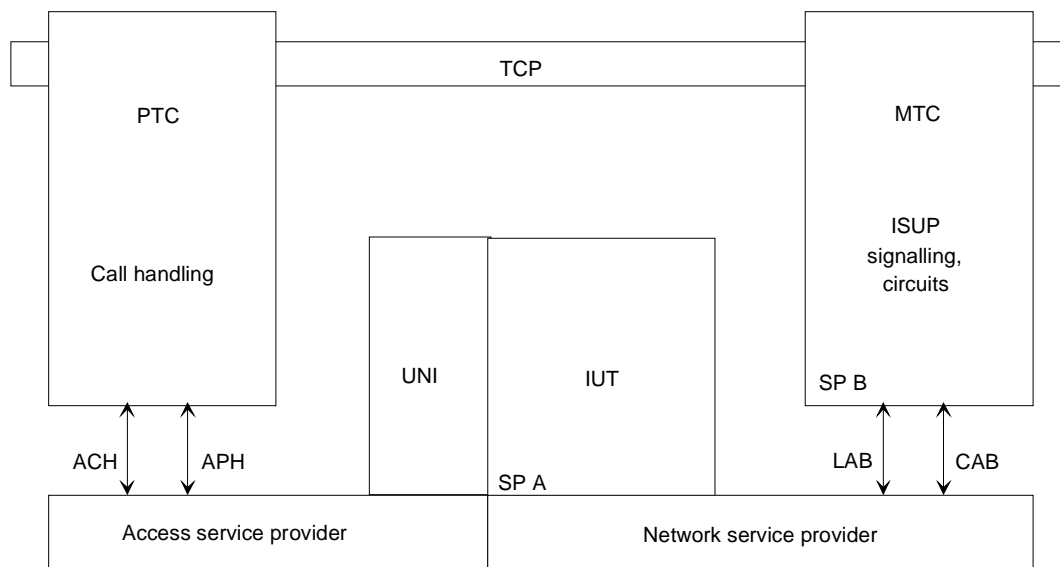 TCP
PTC
MTC
ISUP
signalling,
circuits
Call handling
UNI
IUT
SP B
ACH
APH
LAB
CAB
SP A
Access service provider
Network service provider